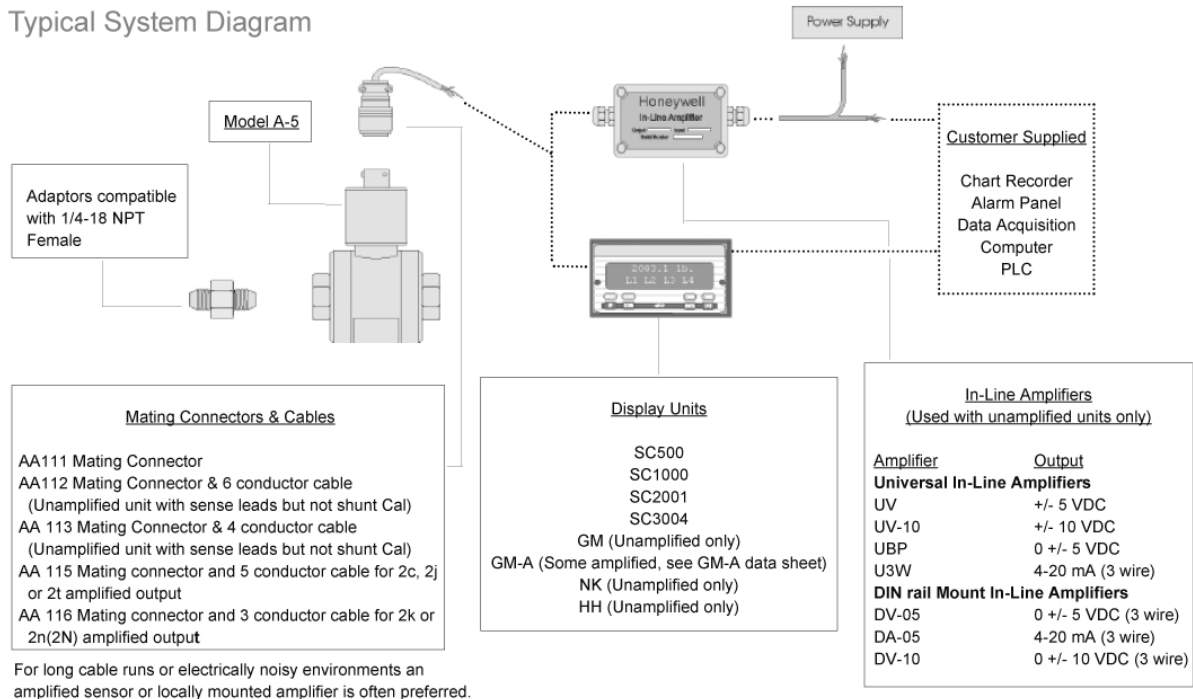 Typical System Diagram
Power Supply
Model A-5
Honeywell
In-Line Amplifier
Customer Supplied
Chart Recorder
Alarm Panel
Data Acquisition
Computer
PLC
Adaptors compatible
with 1/4-18 NPT
Female
2003.1 lb.
L1 L2 L3 L4
Mating Connectors & Cables
AA111 Mating Connector
AA112 Mating Connector & 6 conductor cable
(Unamplified unit with sense leads but not shunt Cal)
AA 113 Mating Connector & 4 conductor cable
(Unamplified unit with sense leads but not shunt Cal)
AA 115 Mating connector and 5 conductor cable for 2c, 2j
or 2t amplified output
AA 116 Mating connector and 3 conductor cable for 2k or
2n(2N) amplified output
For long cable runs or electrically noisy environments an
amplified sensor or locally mounted amplifier is often preferred.
Display Units
SC500
SC1000
SC2001
SC3004
GM (Unamplified only)
GM-A (Some amplified, see GM-A data sheet)
NK (Unamplified only)
HH (Unamplified only)
In-Line Amplifiers
(Used with unamplified units only)
Amplifier Output
Universal In-Line Amplifiers
UV +/- 5 VDC
UV-10 +/- 10 VDC
UBP 0 +/- 5 VDC
U3W 4-20 mA (3 wire)
DIN rail Mount In-Line Amplifiers
DV-05 0 +/- 5 VDC (3 wire)
DA-05 4-20 mA (3 wire)
DV-10 0 +/- 10 VDC (3 wire)